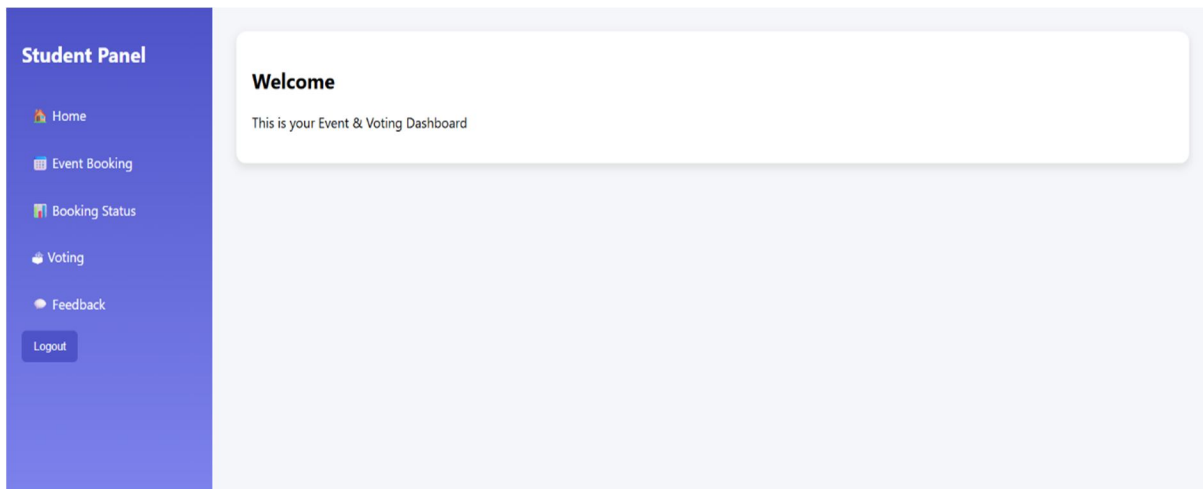 Student Panel
Home
Event Booking
Booking Status
Voting
Feedback
Logout
Welcome
This is your Event & Voting Dashboard